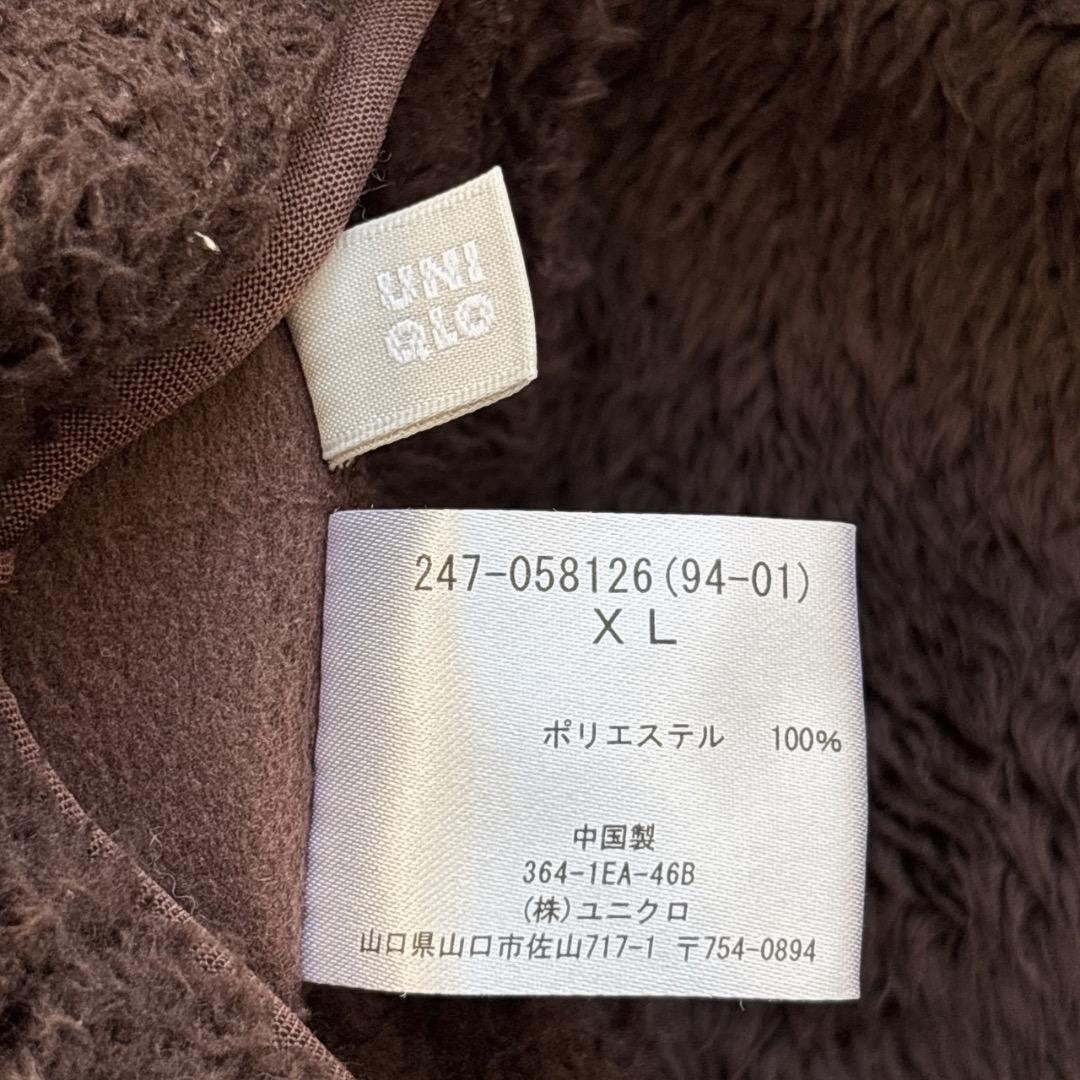 UNI
QLO
247-058126(94-01)
XL
ポリエステル 100%
中国製
364-1EA-46B
(株)ユニクロ
山口県山口市佐山717-1 〒754-0894